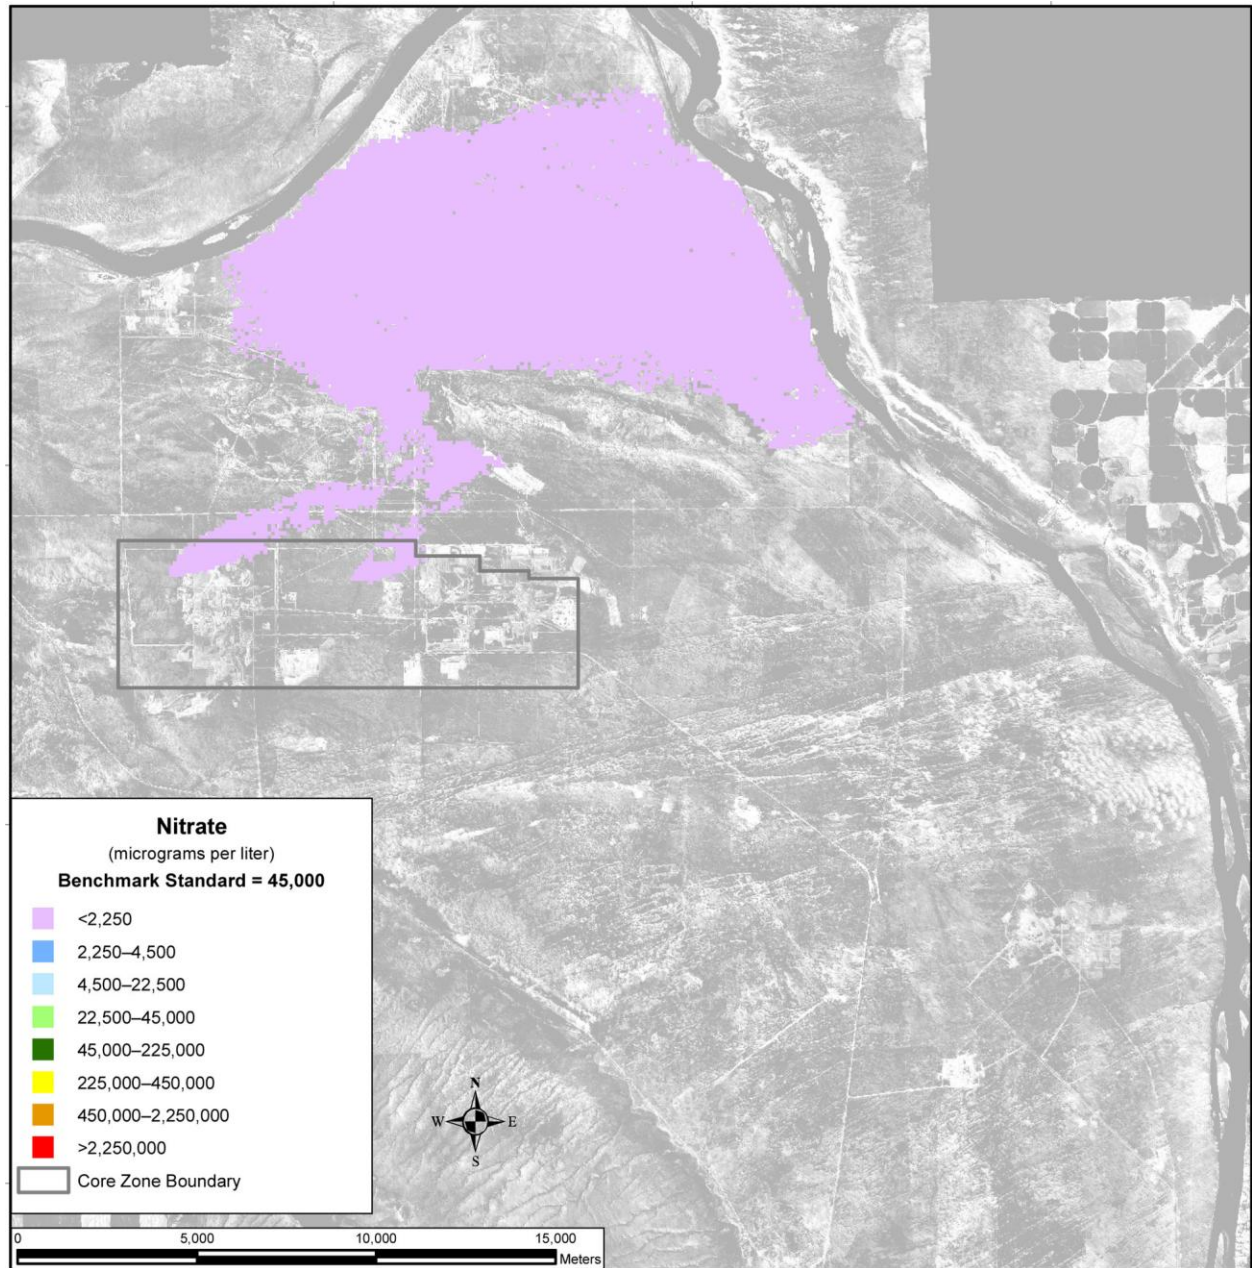 Nitrate
(micrograms per liter)
Benchmark Standard = 45,000
<2,250
2,250–4,500
4,500–22,500
22,500–45,000
45,000–225,000
225,000–450,000
450,000–2,250,000
>2,250,000
Core Zone Boundary
N
W E
S
0 5,000 10,000 15,000
Meters